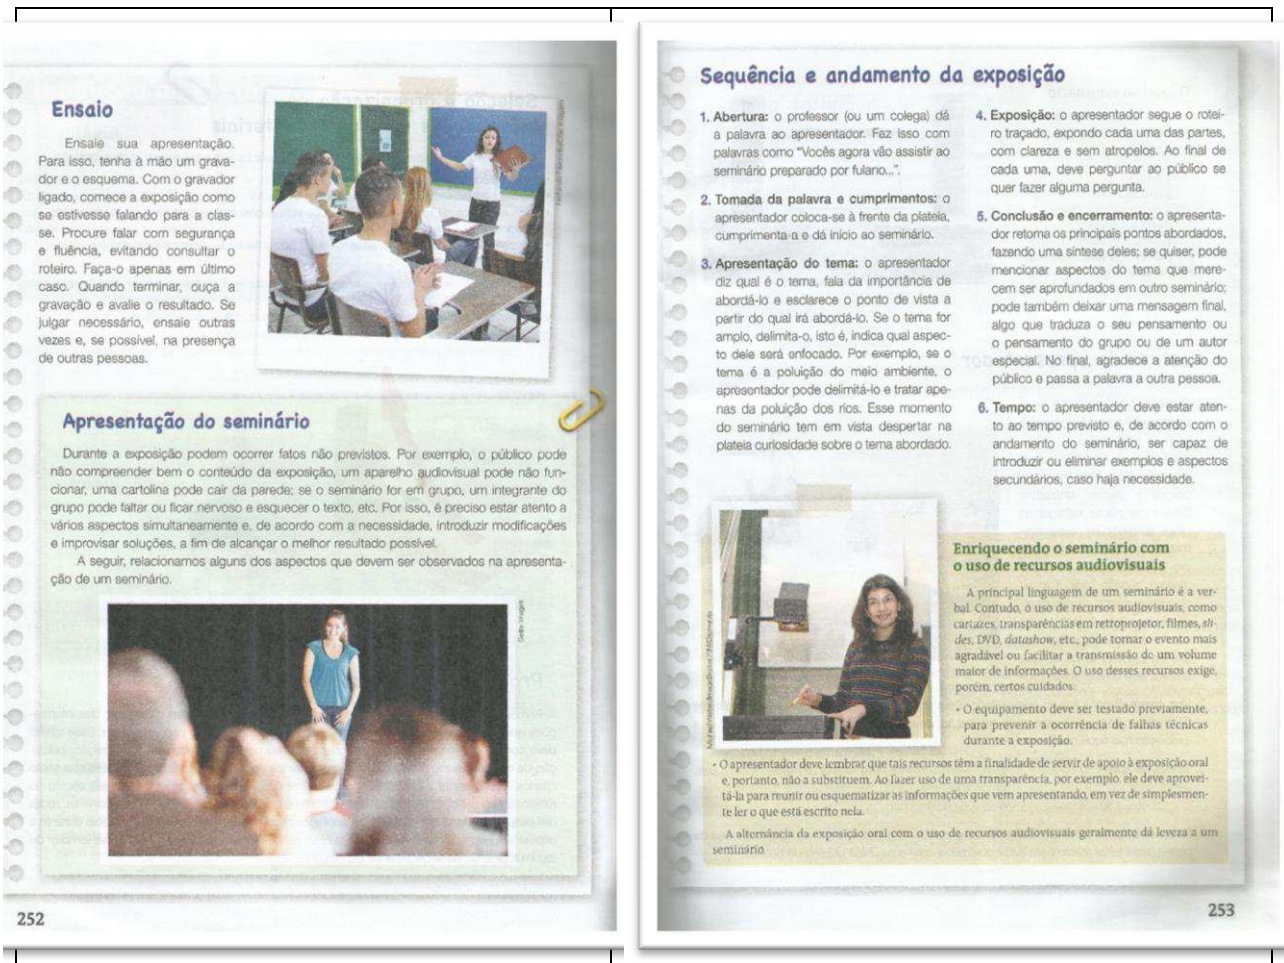 Ensaio
Ensaie sua apresentação.
Para isso, tenha à mão um grava-
dor e o esquema. Com o gravador
ligado, comece a exposição como
se estivesse falando para a clas-
se. Procure falar com segurança
e fluência, evitando consultar o
roteiro. Faça-o apenas em último
caso. Quando terminar, ouça a
gravação e avalie o resultado. Se
julgar necessário, ensaie outras
vezes e, se possível, na presença
de outras pessoas.
Apresentação do seminário
Durante a exposição podem ocorrer fatos não previstos. Por exemplo, o público pode
não compreender bem o conteúdo da exposição, um aparelho audiovisual pode não fun-
cionar, uma cartolina pode cair da parede; se o seminário for em grupo, um integrante do
grupo pode faltar ou ficar nervoso e esquecer o texto, etc. Por isso, é preciso estar atento a
vários aspectos simultaneamente e, de acordo com a necessidade, introduzir modificações
e improvisar soluções, a fim de alcançar o melhor resultado possível.
A seguir, relacionamos alguns dos aspectos que devem ser observados na apresenta-
ção de um seminário.
Getty Images
252
Sequência e andamento da exposição
1. Abertura: o professor (ou um colega) dá
a palavra ao apresentador. Faz isso com
palavras como “Vocês agora vão assistir ao
seminário preparado por fulano...”.
2. Tomada da palavra e cumprimentos: o
apresentador coloca-se à frente da plateia,
cumprimenta-a e dá início ao seminário.
3. Apresentação do tema: o apresentador
diz qual é o tema, fala da importância de
abordá-lo e esclarece o ponto de vista a
partir do qual irá abordá-lo. Se o tema for
amplo, delimita-o, isto é, indica qual aspec-
to dele será enfocado. Por exemplo, se o
tema é a poluição do meio ambiente, o
apresentador pode delimitá-lo e tratar ape-
nas da poluição dos rios. Esse momento
do seminário tem em vista despertar na
plateia curiosidade sobre o tema abordado.
4. Exposição: o apresentador segue o rotei-
ro traçado, expondo cada uma das partes,
com clareza e sem atropelos. Ao final de
cada uma, deve perguntar ao público se
quer fazer alguma pergunta.
5. Conclusão e encerramento: o apresenta-
dor retoma os principais pontos abordados,
fazendo uma síntese deles; se quiser, pode
mencionar aspectos do tema que mere-
cem ser aprofundados em outro seminário;
pode também deixar uma mensagem final,
algo que traduza o seu pensamento ou
o pensamento do grupo ou de um autor
especial. No final, agradece a atenção do
público e passa a palavra a outra pessoa.
6. Tempo: o apresentador deve estar aten-
to ao tempo previsto e, de acordo com o
andamento do seminário, ser capaz de
introduzir ou eliminar exemplos e aspectos
secundários, caso haja necessidade.
Enriquecendo o seminário com
o uso de recursos audiovisuais
A principal linguagem de um seminário é a ver-
bal. Contudo, o uso de recursos audiovisuais, como
cartazes, transparências em retroprojetor, filmes, sli-
des, DVD, datashow, etc., pode tornar o evento mais
agradável ou facilitar a transmissão de um volume
maior de informações. O uso desses recursos exige,
porém, certos cuidados:
• O equipamento deve ser testado previamente,
para prevenir a ocorrência de falhas técnicas
durante a exposição.
• O apresentador deve lembrar que tais recursos têm a finalidade de servir de apoio à exposição oral
e, portanto, não a substituem. Ao fazer uso de uma transparência, por exemplo, ele deve aprovei-
tá-la para reunir ou esquematizar as informações que vem apresentando, em vez de simplesmen-
te ler o que está escrito nela.
A alternância da exposição oral com o uso de recursos audiovisuais geralmente dá leveza a um
seminário.
253